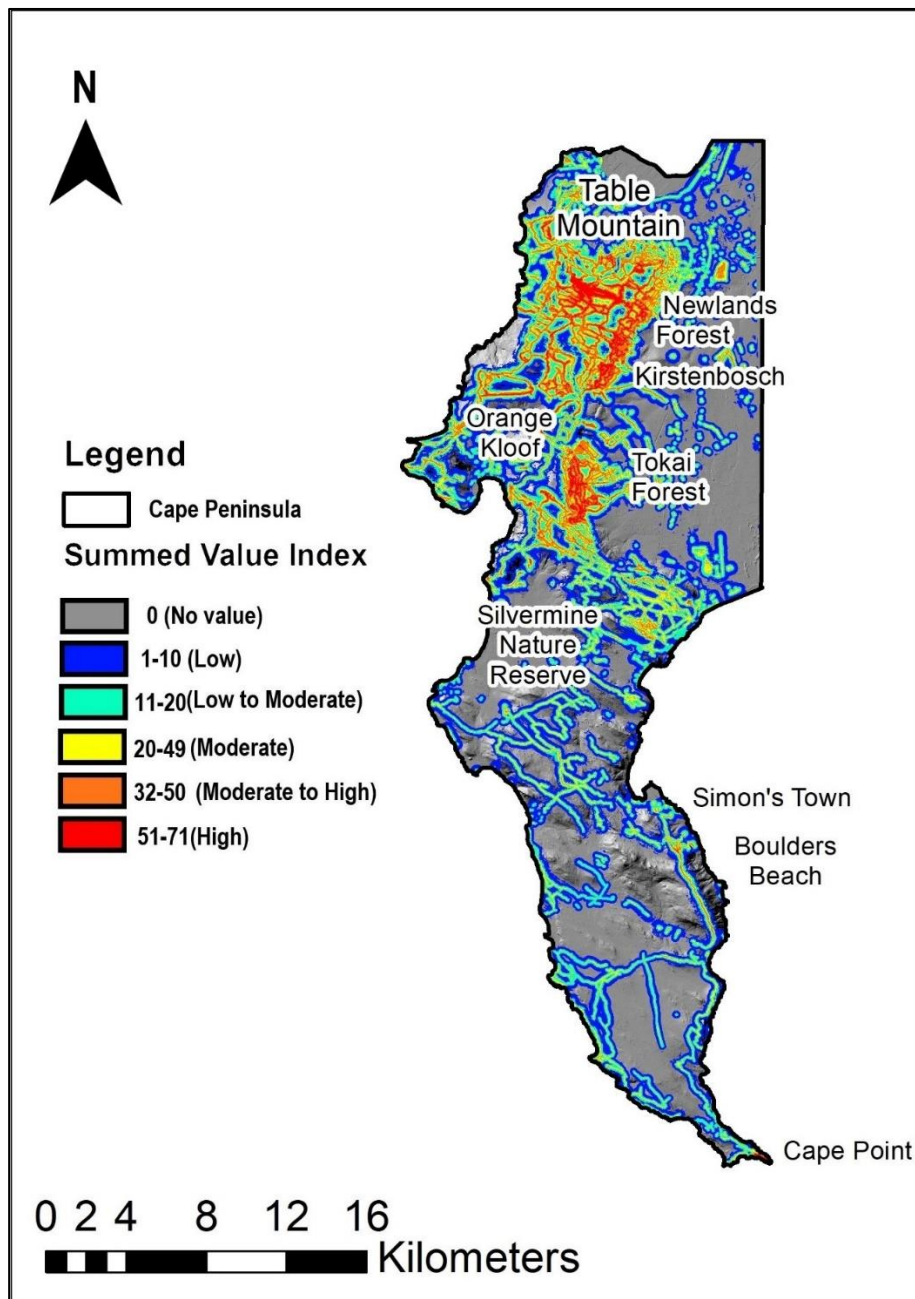 N
Table
Mountain
Newlands
Forest
Kirstenbosch
Orange
Kloof
Tokai
Forest
Legend
Cape Peninsula
Summed Value Index
0 (No value)
1-10 (Low)
11-20(Low to Moderate)
20-49 (Moderate)
32-50 (Moderate to High)
51-71(High)
Silvermine
Nature
Reserve
Simon's Town
Boulders
Beach
Cape Point
0 2 4 8 12 16
Kilometers